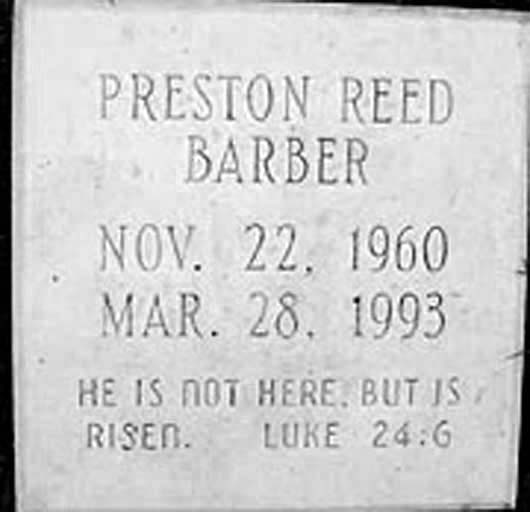 PRESTON REED
BARBER
NOV. 22, 1960
MAR. 28, 1993
HE IS NOT HERE, BUT IS
RISEN. LUKE 24:6